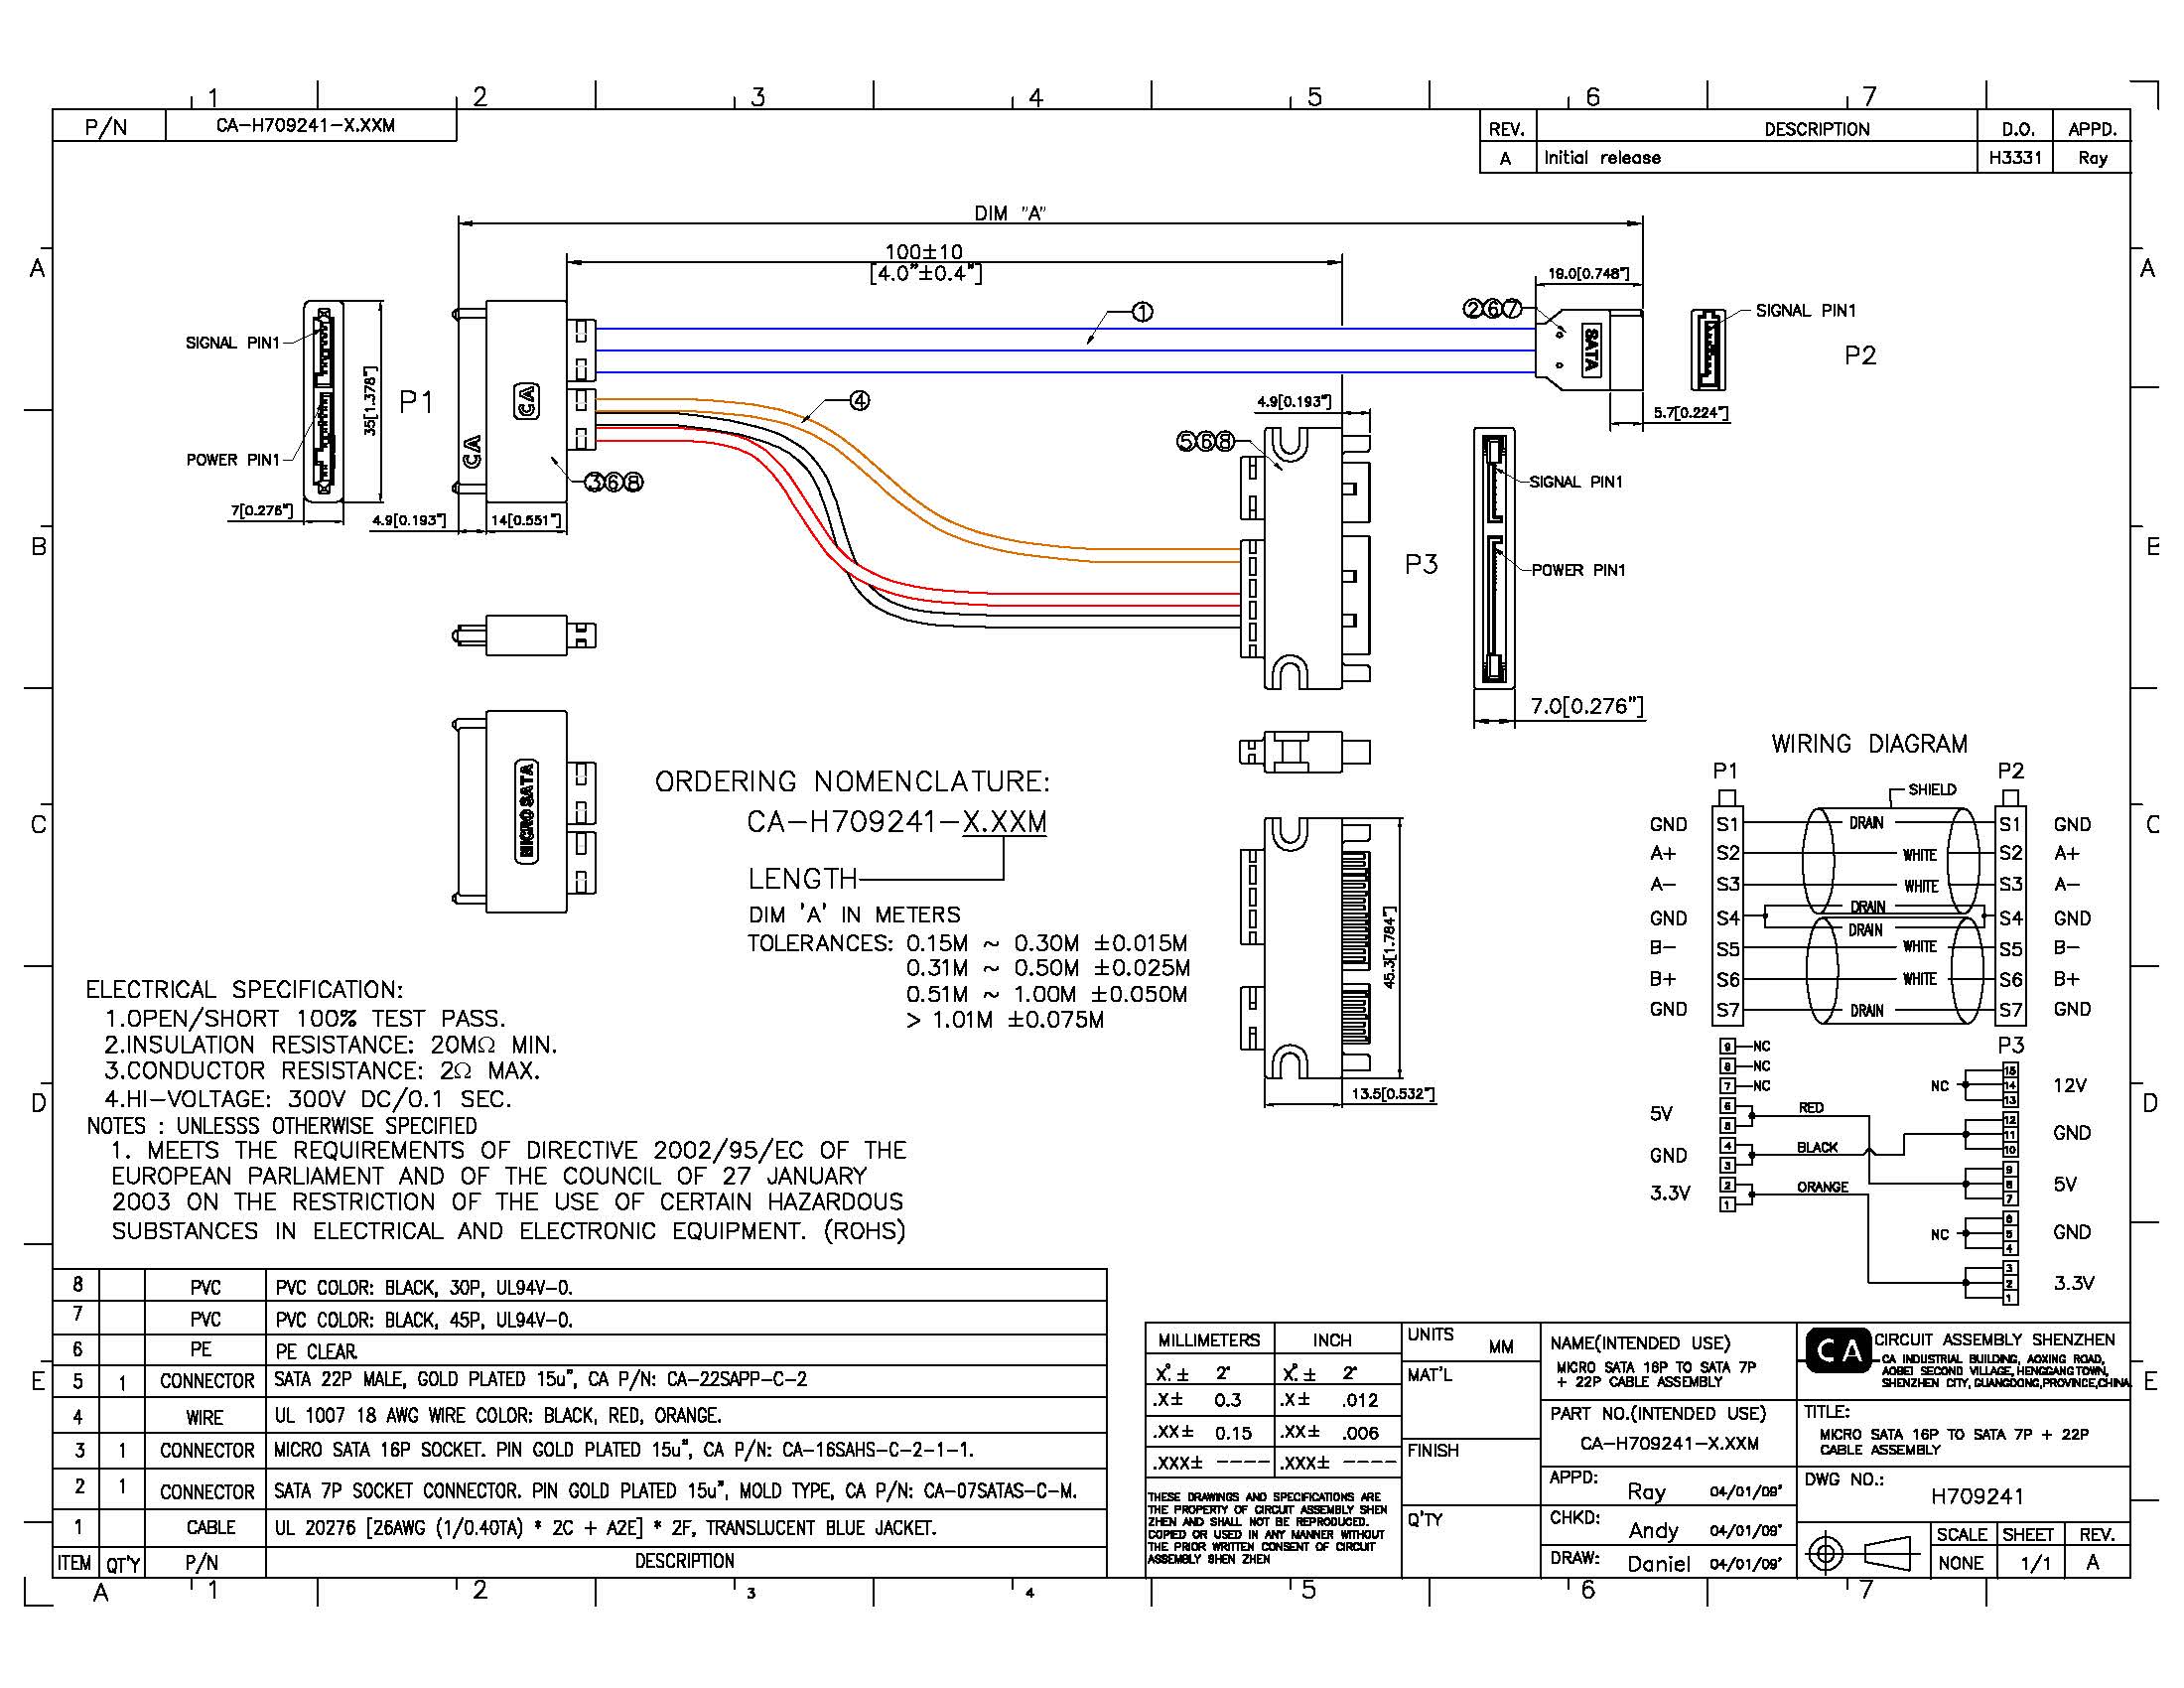 1 2 3 4 5 6 7
P/N CA-H709241-X.XXM
REV. DESCRIPTION D.O. APPD.
A Initial release H3331 Ray
DIM "A"
100±10
[4.0"±0.4"]
19.0[0.748"]
A A
① ②⑥⑦
SIGNAL PIN1
SATA
SIGNAL PIN1
P2
35[1.378"]
P1
CA
④
4.9[0.193"]
5.7[0.224"]
CA
POWER PIN1
③⑥⑧
⑤⑥⑧
SIGNAL PIN1
7[0.276"] 4.9[0.193"] 14[0.551"]
B B
P3
POWER PIN1
7.0[0.276"]
MICRO SATA
ORDERING NOMENCLATURE:
CA-H709241-X.XXM
LENGTH
DIM 'A' IN METERS
TOLERANCES: 0.15M ~ 0.30M ±0.015M
0.31M ~ 0.50M ±0.025M
0.51M ~ 1.00M ±0.050M
> 1.01M ±0.075M
C C
45.3[1.784"]
13.5[0.532"]
WIRING DIAGRAM
P1 P2
SHIELD
GND S1 DRAIN S1 GND
A+ S2 WHITE S2 A+
A- S3 WHITE S3 A-
DRAIN
GND S4 S4 GND
DRAIN
B- S5 WHITE S5 B-
B+ S6 WHITE S6 B+
GND S7 DRAIN S7 GND
P3
9 NC
8 NC
7 NC
5V 6 5 RED
GND 4 3 BLACK
3.3V 2 1 ORANGE
NC 15 14 13 12V
12 11 10 GND
9 8 7 5V
NC 6 5 4 GND
3 2 1 3.3V
ELECTRICAL SPECIFICATION:
1.OPEN/SHORT 100% TEST PASS.
2.INSULATION RESISTANCE: 20MΩ MIN.
3.CONDUCTOR RESISTANCE: 2Ω MAX.
4.HI-VOLTAGE: 300V DC/0.1 SEC.
D D
NOTES : UNLESSS OTHERWISE SPECIFIED
1. MEETS THE REQUIREMENTS OF DIRECTIVE 2002/95/EC OF THE
EUROPEAN PARLIAMENT AND OF THE COUNCIL OF 27 JANUARY
2003 ON THE RESTRICTION OF THE USE OF CERTAIN HAZARDOUS
SUBSTANCES IN ELECTRICAL AND ELECTRONIC EQUIPMENT. (ROHS)
8 PVC PVC COLOR: BLACK, 30P, UL94V-0.
7 PVC PVC COLOR: BLACK, 45P, UL94V-0.
6 PE PE CLEAR
5 1 CONNECTOR SATA 22P MALE, GOLD PLATED 15u", CA P/N: CA-22SAPP-C-2
4 WIRE UL 1007 18 AWG WIRE COLOR: BLACK, RED, ORANGE.
3 1 CONNECTOR MICRO SATA 16P SOCKET. PIN GOLD PLATED 15u", CA P/N: CA-16SAHS-C-2-1-1.
2 1 CONNECTOR SATA 7P SOCKET CONNECTOR. PIN GOLD PLATED 15u", MOLD TYPE, CA P/N: CA-07SATAS-C-M.
1 CABLE UL 20276 [26AWG (1/0.40TA) * 2C + A2E] * 2F, TRANSLUCENT BLUE JACKET.
ITEM QT'Y P/N DESCRIPTION
E E
MILLIMETERS INCH
X.° ± 2° X.° ± 2°
.X± 0.3 .X± .012
.XX± 0.15 .XX± .006
.XXX± ---- .XXX± ----
THESE DRAWINGS AND SPECIFICATIONS ARE
THE PROPERTY OF CIRCUIT ASSEMBLY SHEN
ZHEN AND SHALL NOT BE REPRODUCED.
COPIED OR USED IN ANY MANNER WITHOUT
THE PRIOR WRITTEN CONSENT OF CIRCUIT
ASSEMBLY SHEN ZHEN
UNITS MM
MAT'L
FINISH
Q'TY
NAME(INTENDED USE)
MICRO SATA 16P TO SATA 7P
+ 22P CABLE ASSEMBLY
PART NO.(INTENDED USE)
CA-H709241-X.XXM
APPD: Ray 04/01/09'
CHKD: Andy 04/01/09'
DRAW: Daniel 04/01/09'
CA CIRCUIT ASSEMBLY SHENZHEN
CA INDUSTRIAL BUILDING, AOXING ROAD,
AOBEI SECOND VILLAGE, HENGGANG TOWN,
SHENZHEN CITY, GUANGDONG,PROVINCE,CHINA
TITLE:
MICRO SATA 16P TO SATA 7P + 22P
CABLE ASSEMBLY
DWG NO.:
H709241
SCALE SHEET REV.
NONE 1/1 A
A 1 2 3 4 5 6 7